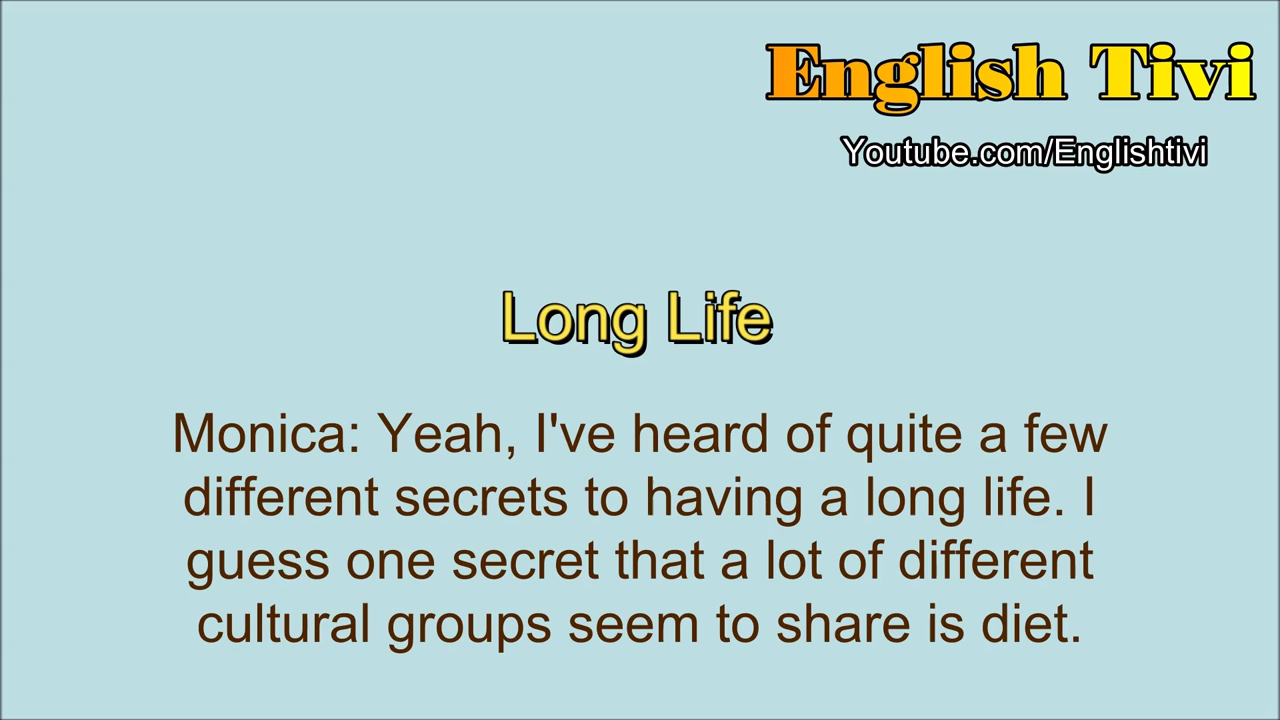 English Tivi
Youtube.com/Englishtivi
Long Life
Monica: Yeah, I've heard of quite a few
different secrets to having a long life. I
guess one secret that a lot of different
cultural groups seem to share is diet.